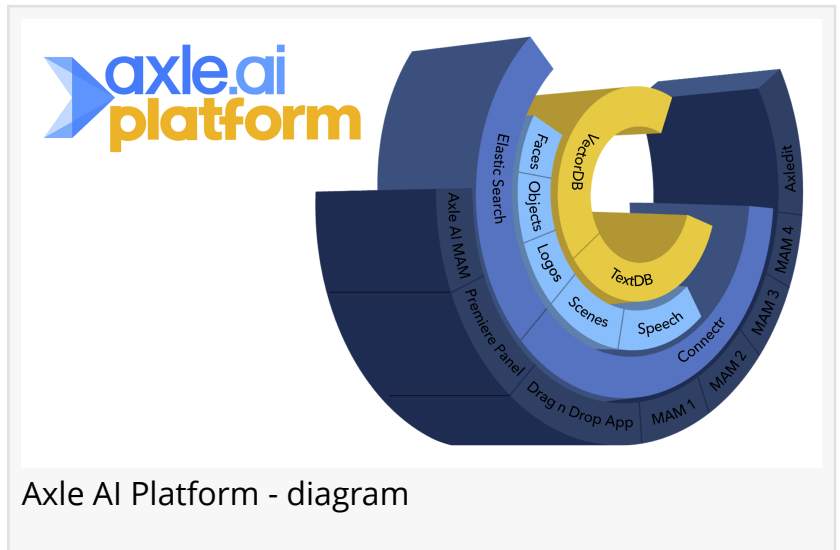 axle.ai
platform
Elastic Search
Faces
Objects
Logos
Scenes
Speech
VectorDB
TextDB
Connectr
Axle AI MAM
Premiere Panel
Drag n Drop App
MAM 1
MAM 2
MAM 3
MAM 4
Axledit
Axle AI Platform - diagram